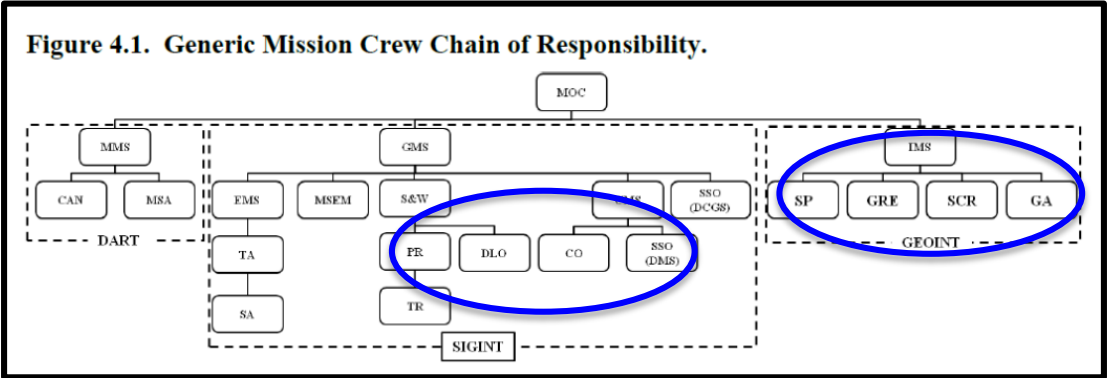 Figure 4.1. Generic Mission Crew Chain of Responsibility.
MOC
MMS
GMS
IMS
CAN
MSA
EMS
MSEM
S&W
SSO
(DCGS)
SP
GRE
SCR
GA
DART
GEOINT
TA
PR
DLO
CO
SSO
(DMS)
SA
TR
SIGINT